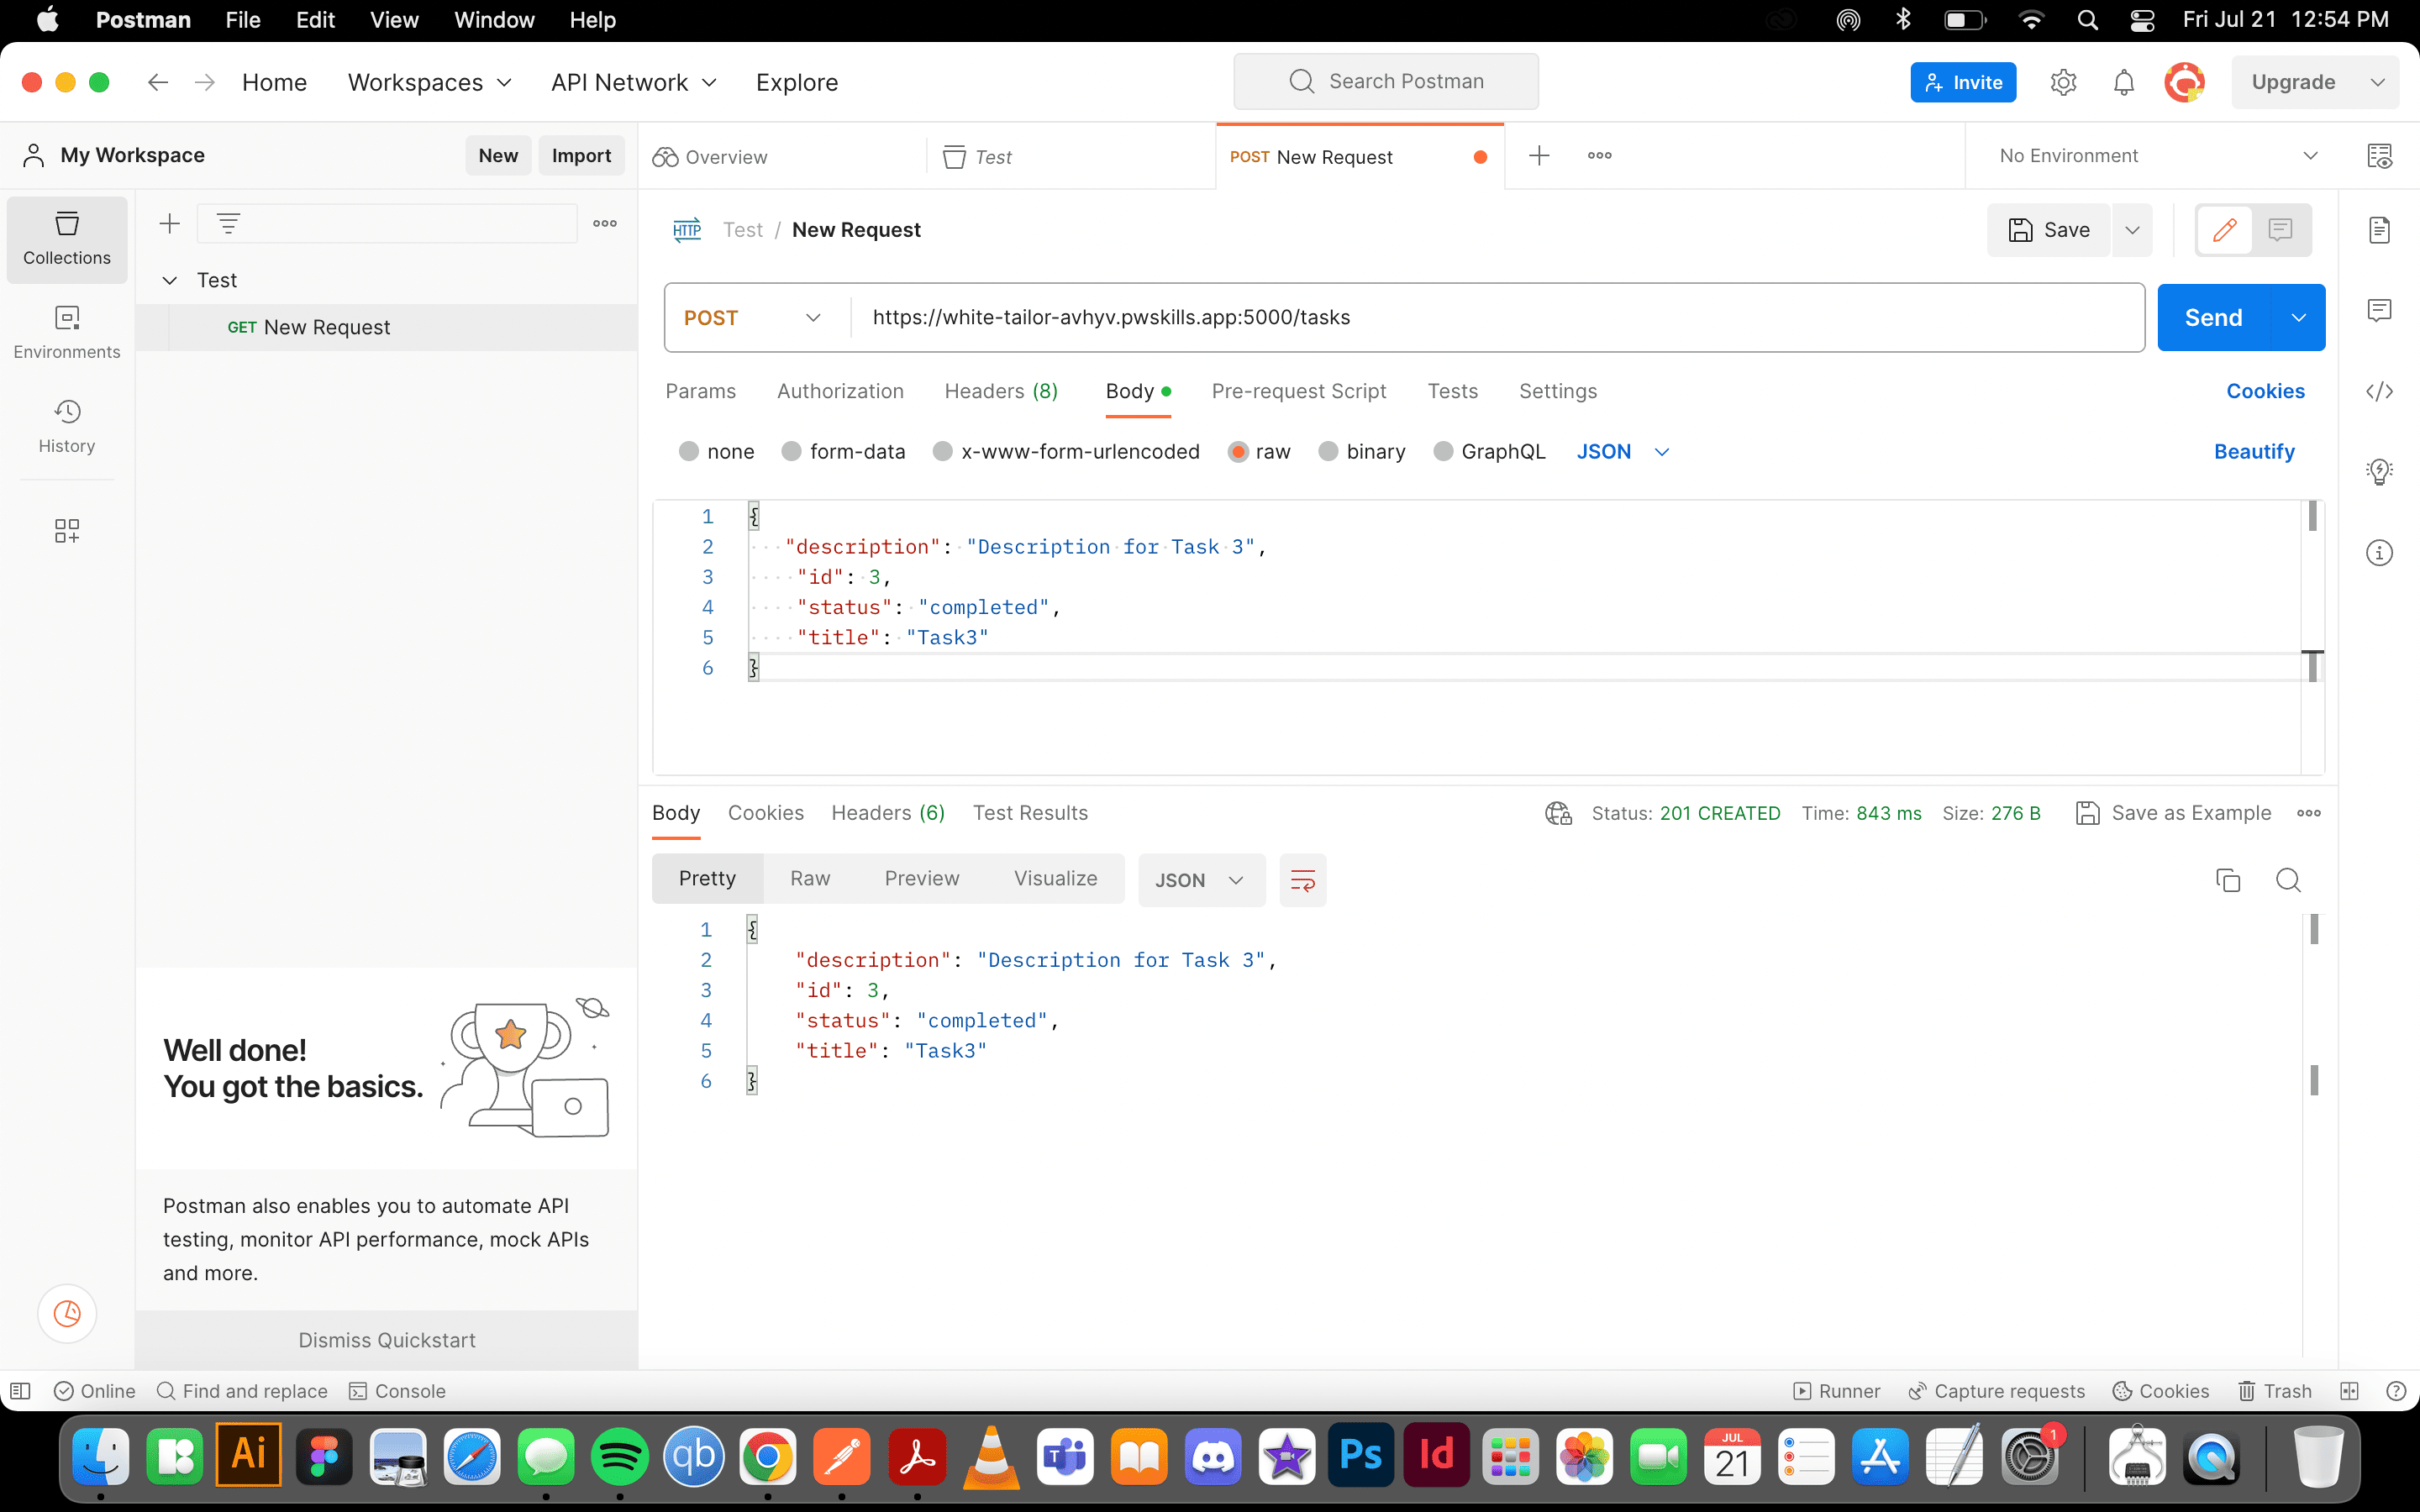 Postman File Edit View Window Help Fri Jul 21 12:54 PM
Home Workspaces API Network Explore Search Postman Invite Upgrade
My Workspace New Import Overview Test POST New Request No Environment
Collections
Environments
History
Test
GET New Request
HTTP Test / New Request Save
POST https://white-tailor-avhyv.pwskills.app:5000/tasks Send
Params Authorization Headers (8) Body Pre-request Script Tests Settings Cookies
none form-data x-www-form-urlencoded raw binary GraphQL JSON Beautify
1 {
2 "description": "Description for Task 3",
3 "id": 3,
4 "status": "completed",
5 "title": "Task3"
6 }
Body Cookies Headers (6) Test Results Status: 201 CREATED Time: 843 ms Size: 276 B Save as Example
Pretty Raw Preview Visualize JSON
1 {
2 "description": "Description for Task 3",
3 "id": 3,
4 "status": "completed",
5 "title": "Task3"
6 }
Well done!
You got the basics.
Postman also enables you to automate API
testing, monitor API performance, mock APIs
and more.
Dismiss Quickstart
Online Find and replace Console Runner Capture requests Cookies Trash
Ai qb T Ps Id JUL 21 1